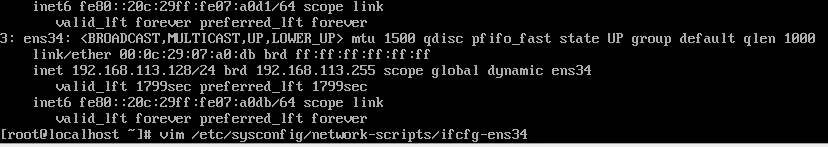 inet6 fe80::20c:29ff:fe07:a0d1/64 scope link
valid_lft forever preferred_lft forever
3: ens34: <BROADCAST,MULTICAST,UP,LOWER_UP> mtu 1500 qdisc pfifo_fast state UP group default qlen 1000
link/ether 00:0c:29:07:a0:db brd ff:ff:ff:ff:ff:ff
inet 192.168.113.128/24 brd 192.168.113.255 scope global dynamic ens34
valid_lft 1799sec preferred_lft 1799sec
inet6 fe80::20c:29ff:fe07:a0db/64 scope link
valid_lft forever preferred_lft forever
[root@localhost ~]# vim /etc/sysconfig/network-scripts/ifcfg-ens34